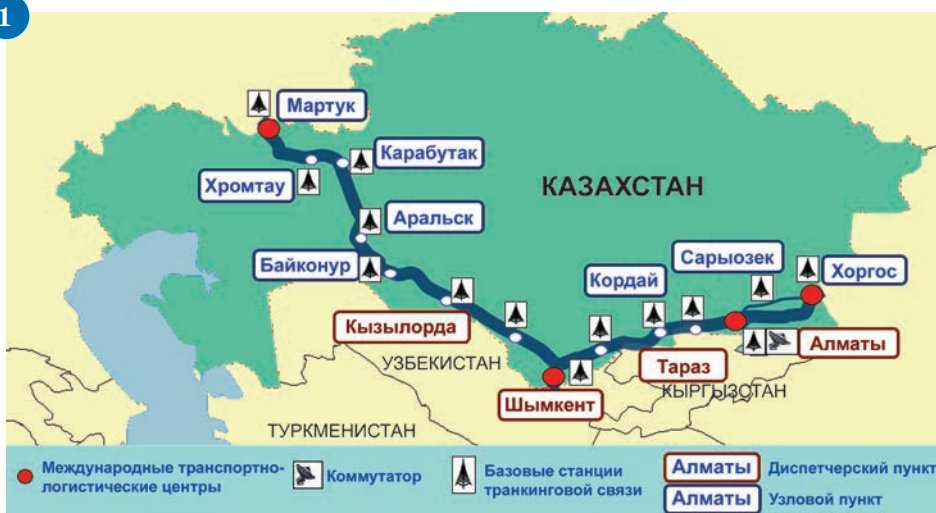 1
Мартук
Карабутак
Хромтау
КАЗАХСТАН
Аральск
Байконур
Сарыозек
Хоргос
Кордай
Кызылорда
Алматы
УЗБЕКИСТАН
Тараз
КЫРГЫЗСТАН
Шымкент
ТУРКМЕНИСТАН
Международные транспортно-
логистические центры
Коммутатор
Базовые станции
транкинговой связи
Алматы Диспетчерский пункт
Алматы Узловой пункт